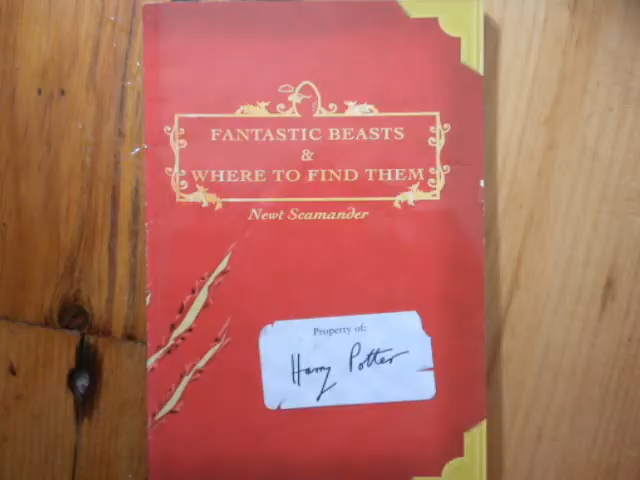 FANTASTIC BEASTS
&
WHERE TO FIND THEM
Newt Scamander
Property of:
Harry Potter